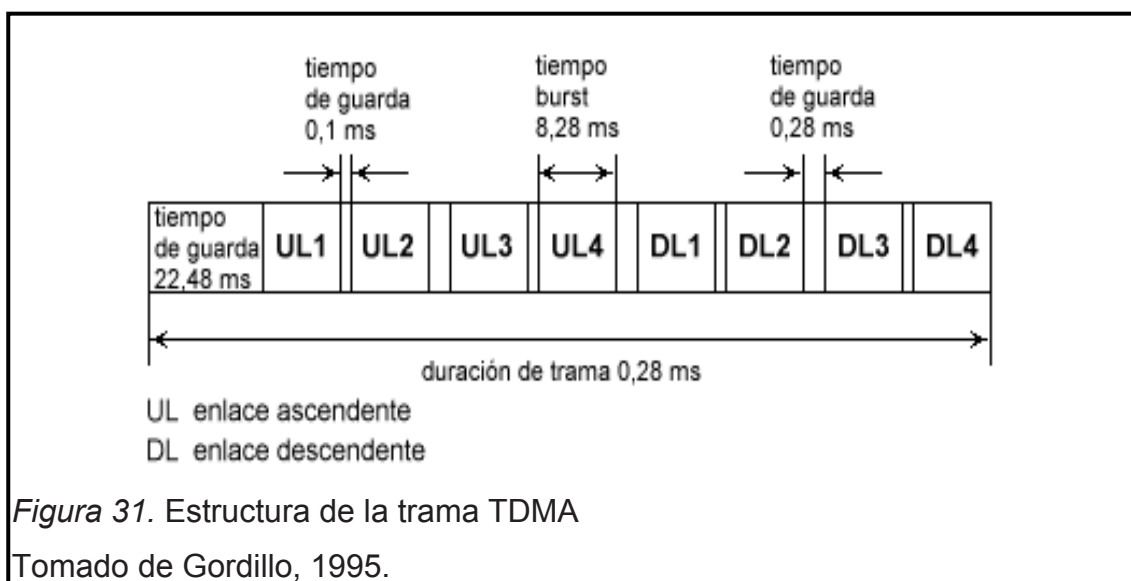 tiempo
de guarda
0,1 ms
tiempo
burst
8,28 ms
tiempo
de guarda
0,28 ms
tiempo
de guarda
22,48 ms
UL1
UL2
UL3
UL4
DL1
DL2
DL3
DL4
duración de trama 0,28 ms
UL enlace ascendente
DL enlace descendente
Figura 31. Estructura de la trama TDMA
Tomado de Gordillo, 1995.